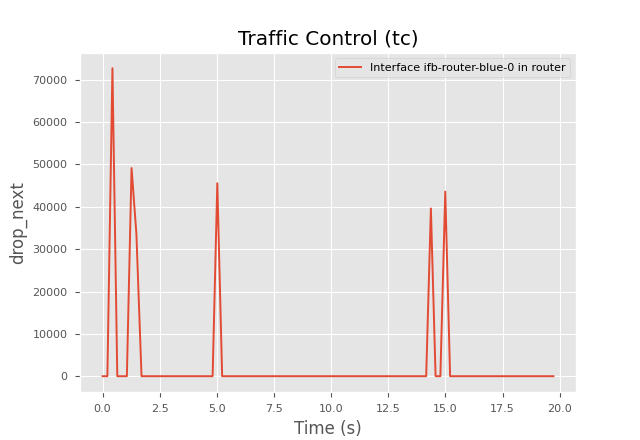 Traffic Control (tc)
Interface ifb-router-blue-0 in router
drop_next
70000
60000
50000
40000
30000
20000
10000
0
0.0 2.5 5.0 7.5 10.0 12.5 15.0 17.5 20.0
Time (s)